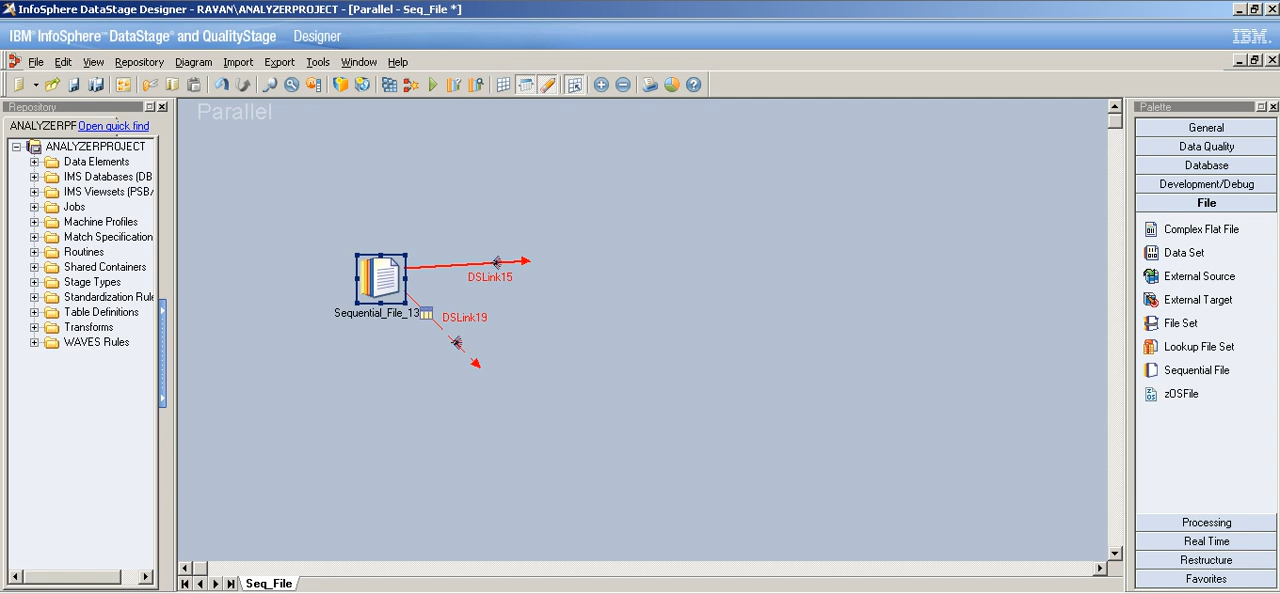 InfoSphere DataStage Designer - RAVAN\ANALYZERPROJECT - [Parallel - Seq_File *]
IBM® InfoSphere™ DataStage® and QualityStage Designer
IBM.
File Edit View Repository Diagram Import Export Tools Window Help
Repository
ANALYZERPF Open quick find
ANALYZERPROJECT
Data Elements
IMS Databases (DB
IMS Viewsets (PSB/
Jobs
Machine Profiles
Match Specification
Routines
Shared Containers
Stage Types
Standardization Rule
Table Definitions
Transforms
WAVES Rules
Parallel
DSLink15
Sequential_File_13
DSLink19
Seq_File
Palette
General
Data Quality
Database
Development/Debug
File
Complex Flat File
Data Set
External Source
External Target
File Set
Lookup File Set
Sequential File
zOSFile
Processing
Real Time
Restructure
Favorites